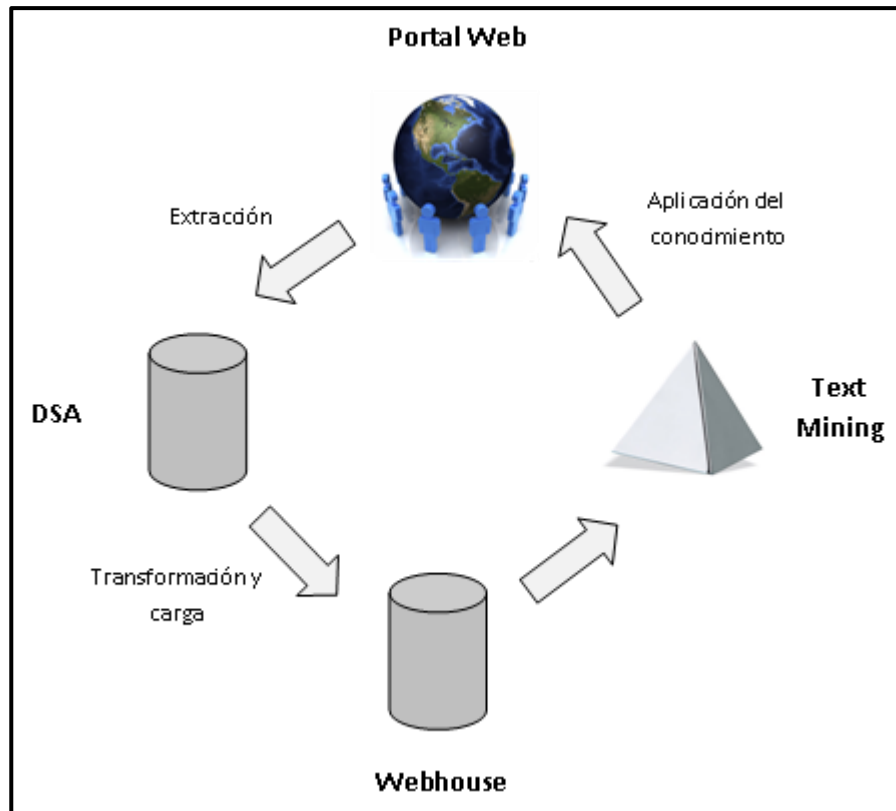 Portal Web
Extracción
Aplicación del
conocimiento
DSA
Text
Mining
Transformación y
carga
Webhouse